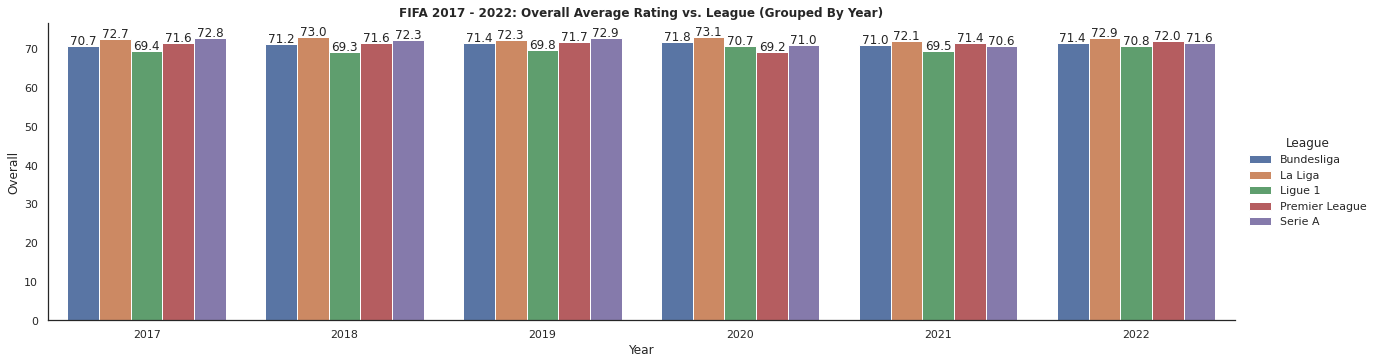 FIFA 2017 - 2022: Overall Average Rating vs. League (Grouped By Year)
Overall
70
60
50
40
30
20
10
0
70.7 72.7 69.4 71.6 72.8
71.2 73.0 69.3 71.6 72.3
71.4 72.3 69.8 71.7 72.9
71.8 73.1 70.7 69.2 71.0
71.0 72.1 69.5 71.4 70.6
71.4 72.9 70.8 72.0 71.6
2017 2018 2019 2020 2021 2022
Year
League
Bundesliga
La Liga
Ligue 1
Premier League
Serie A